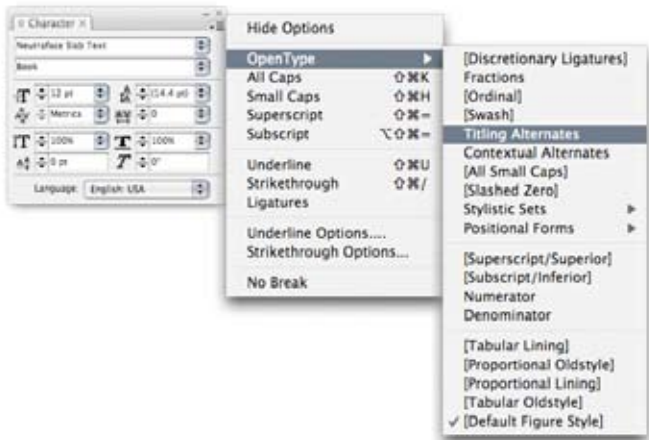 Character
Neutraface Slab Text
Book
12 pt
(14.4 pt)
Metrics
0
100%
100%
0 pt
0°
Language: English: USA
Hide Options
OpenType
All Caps ⇧⌘K
Small Caps ⇧⌘H
Superscript ⇧⌘=
Subscript ⌥⇧⌘=
Underline ⇧⌘U
Strikethrough ⇧⌘/
Ligatures
Underline Options....
Strikethrough Options...
No Break
[Discretionary Ligatures]
Fractions
[Ordinal]
[Swash]
Titling Alternates
Contextual Alternates
[All Small Caps]
[Slashed Zero]
Stylistic Sets
Positional Forms
[Superscript/Superior]
[Subscript/Inferior]
Numerator
Denominator
[Tabular Lining]
[Proportional Oldstyle]
[Proportional Lining]
[Tabular Oldstyle]
✓ [Default Figure Style]